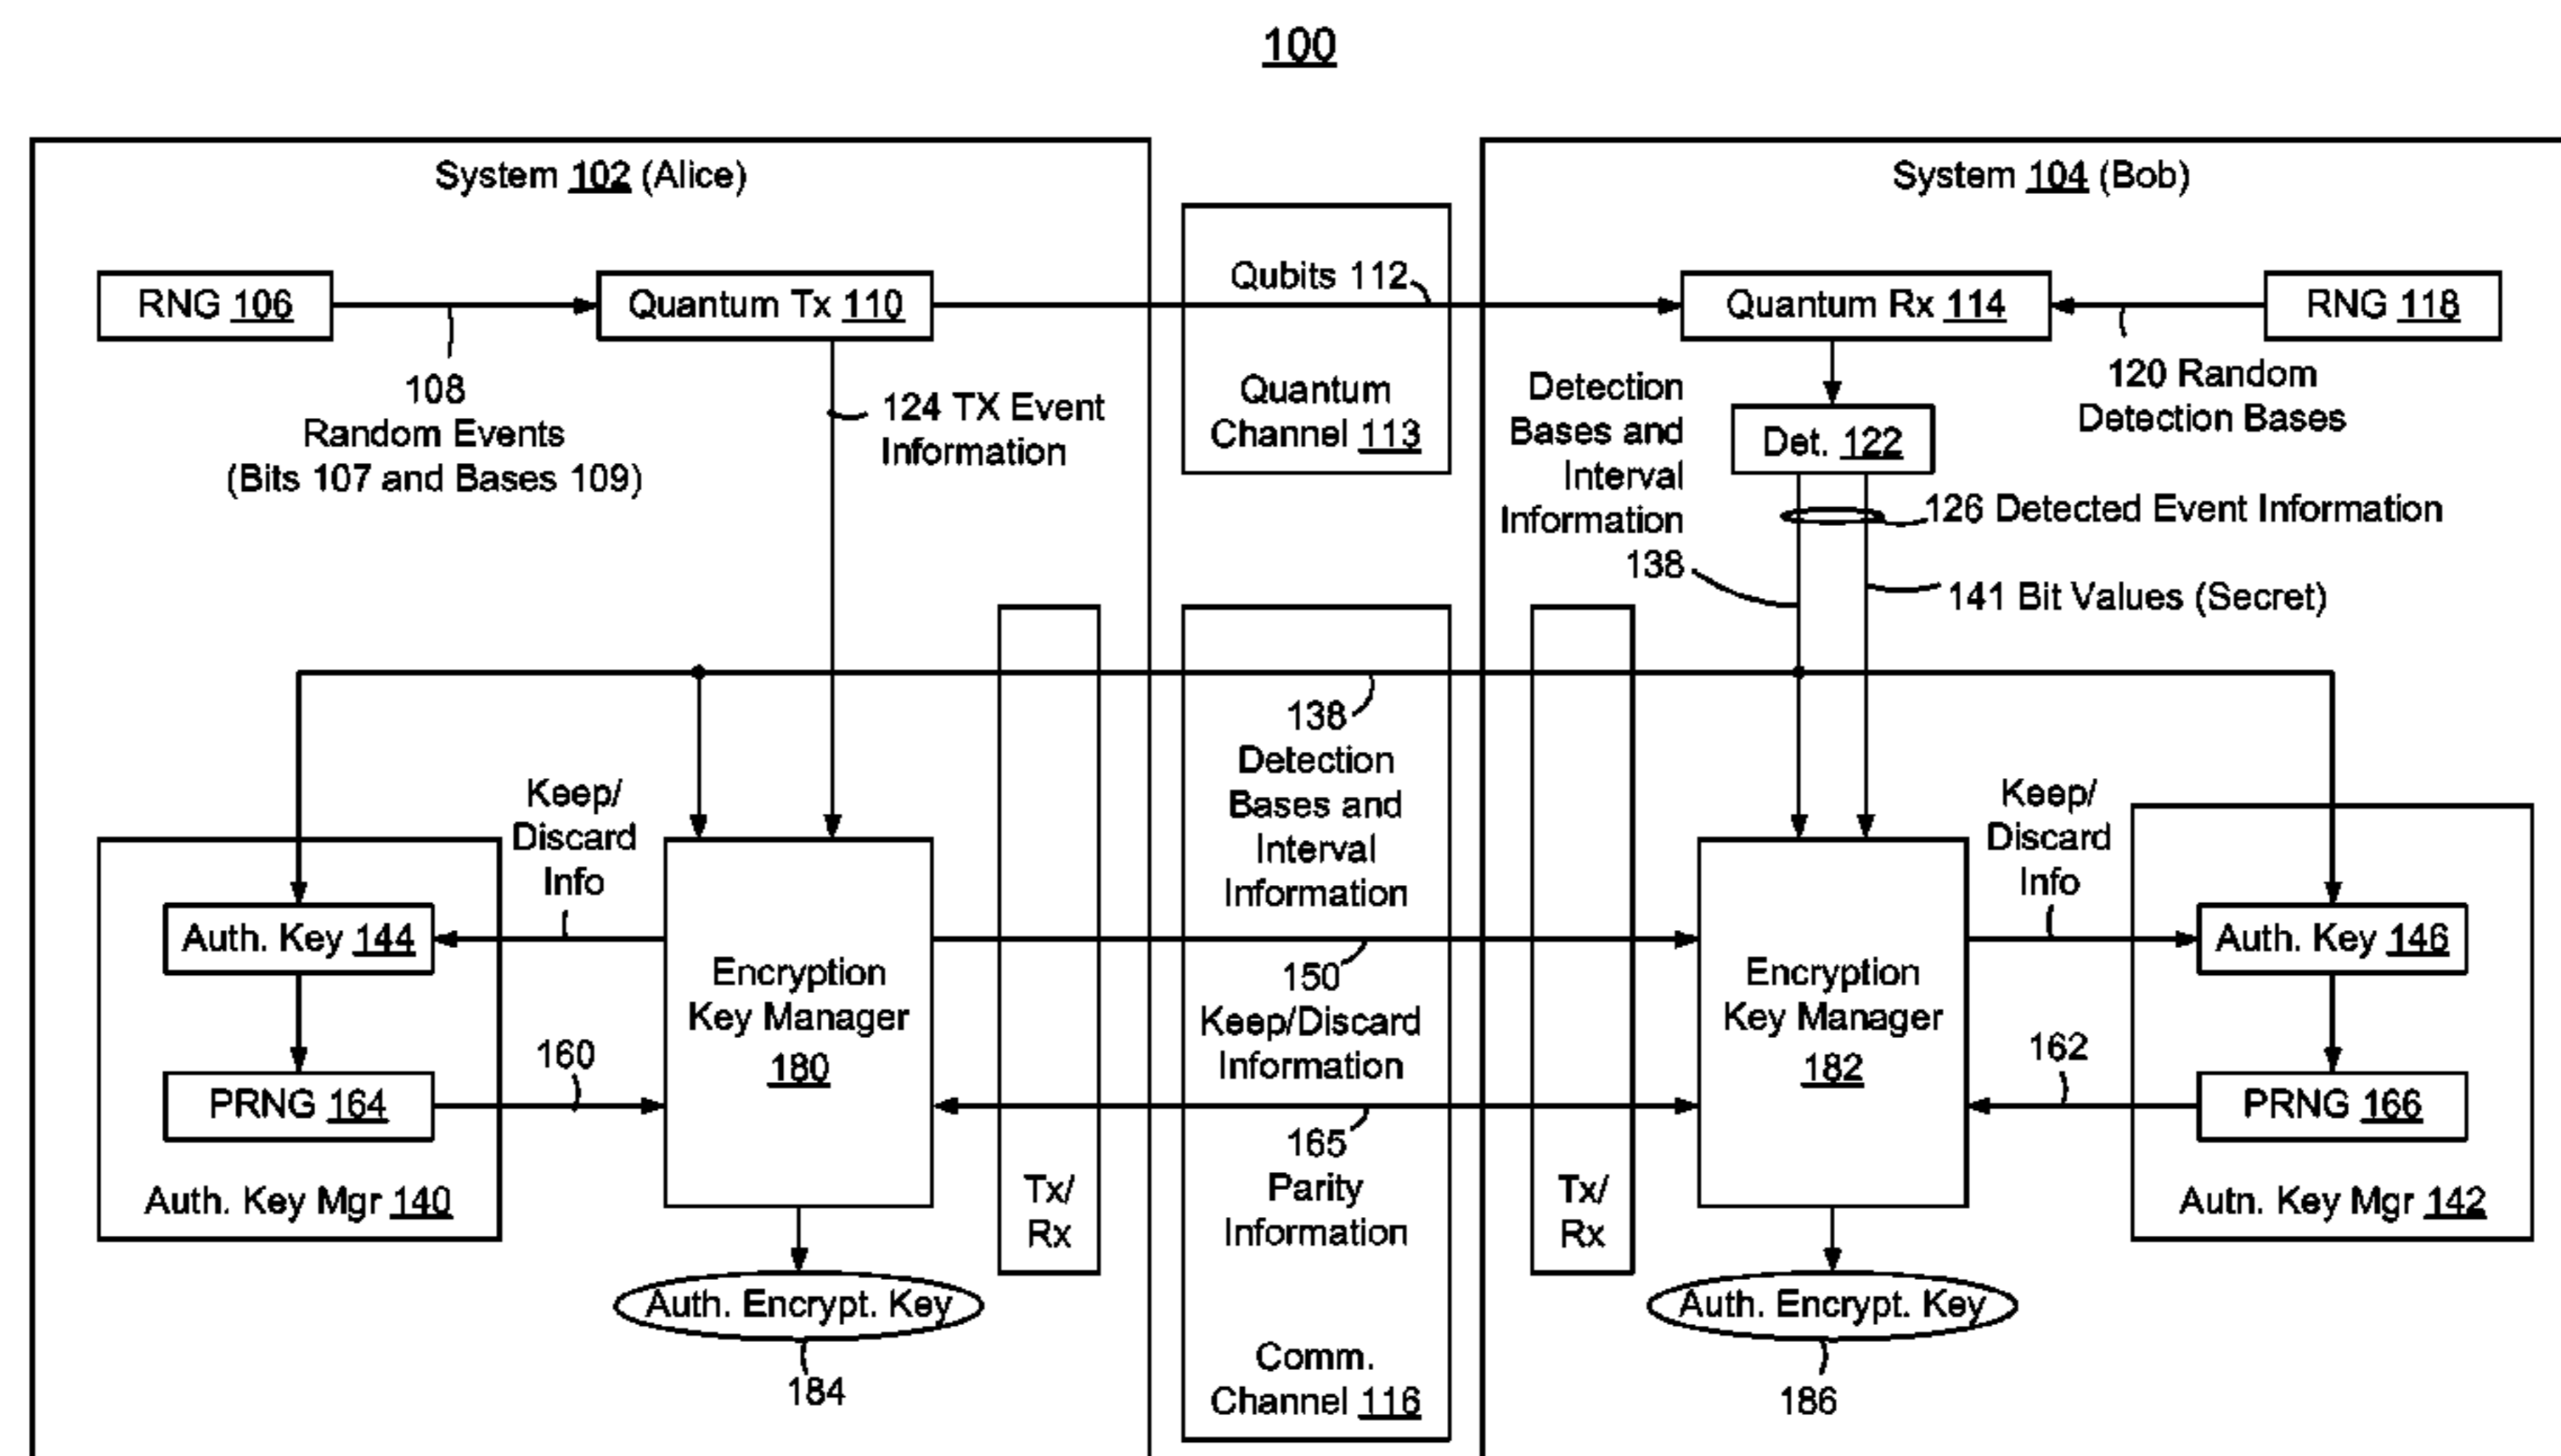 100
System 102 (Alice)
System 104 (Bob)
RNG 106
Quantum Tx 110
Qubits 112
Quantum Rx 114
RNG 118
108
Random Events
(Bits 107 and Bases 109)
124 TX Event
Information
Quantum
Channel 113
Detection
Bases and
Interval
Information
138
120 Random
Detection Bases
Det. 122
126 Detected Event Information
141 Bit Values (Secret)
138
Detection
Bases and
Interval
Information
Keep/
Discard
Info
Keep/
Discard
Info
Auth. Key 144
Encryption
Key Manager
180
150
Keep/Discard
Information
Encryption
Key Manager
182
Auth. Key 146
PRNG 164
160
162
PRNG 166
165
Parity
Information
Auth. Key Mgr 140
Tx/
Rx
Tx/
Rx
Autn. Key Mgr 142
Auth. Encrypt. Key
184
Auth. Encrypt. Key
186
Comm.
Channel 116